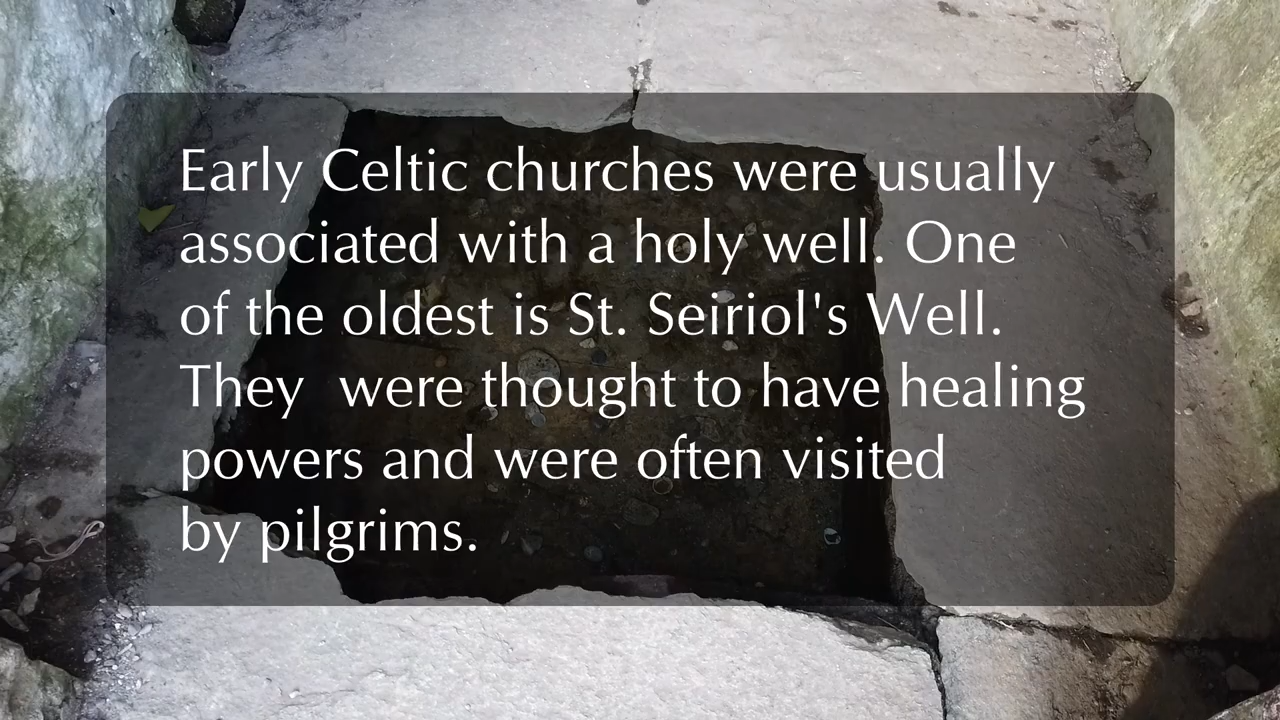 Early Celtic churches were usually
associated with a holy well. One
of the oldest is St. Seiriol's Well.
They  were thought to have healing
powers and were often visited
by pilgrims.